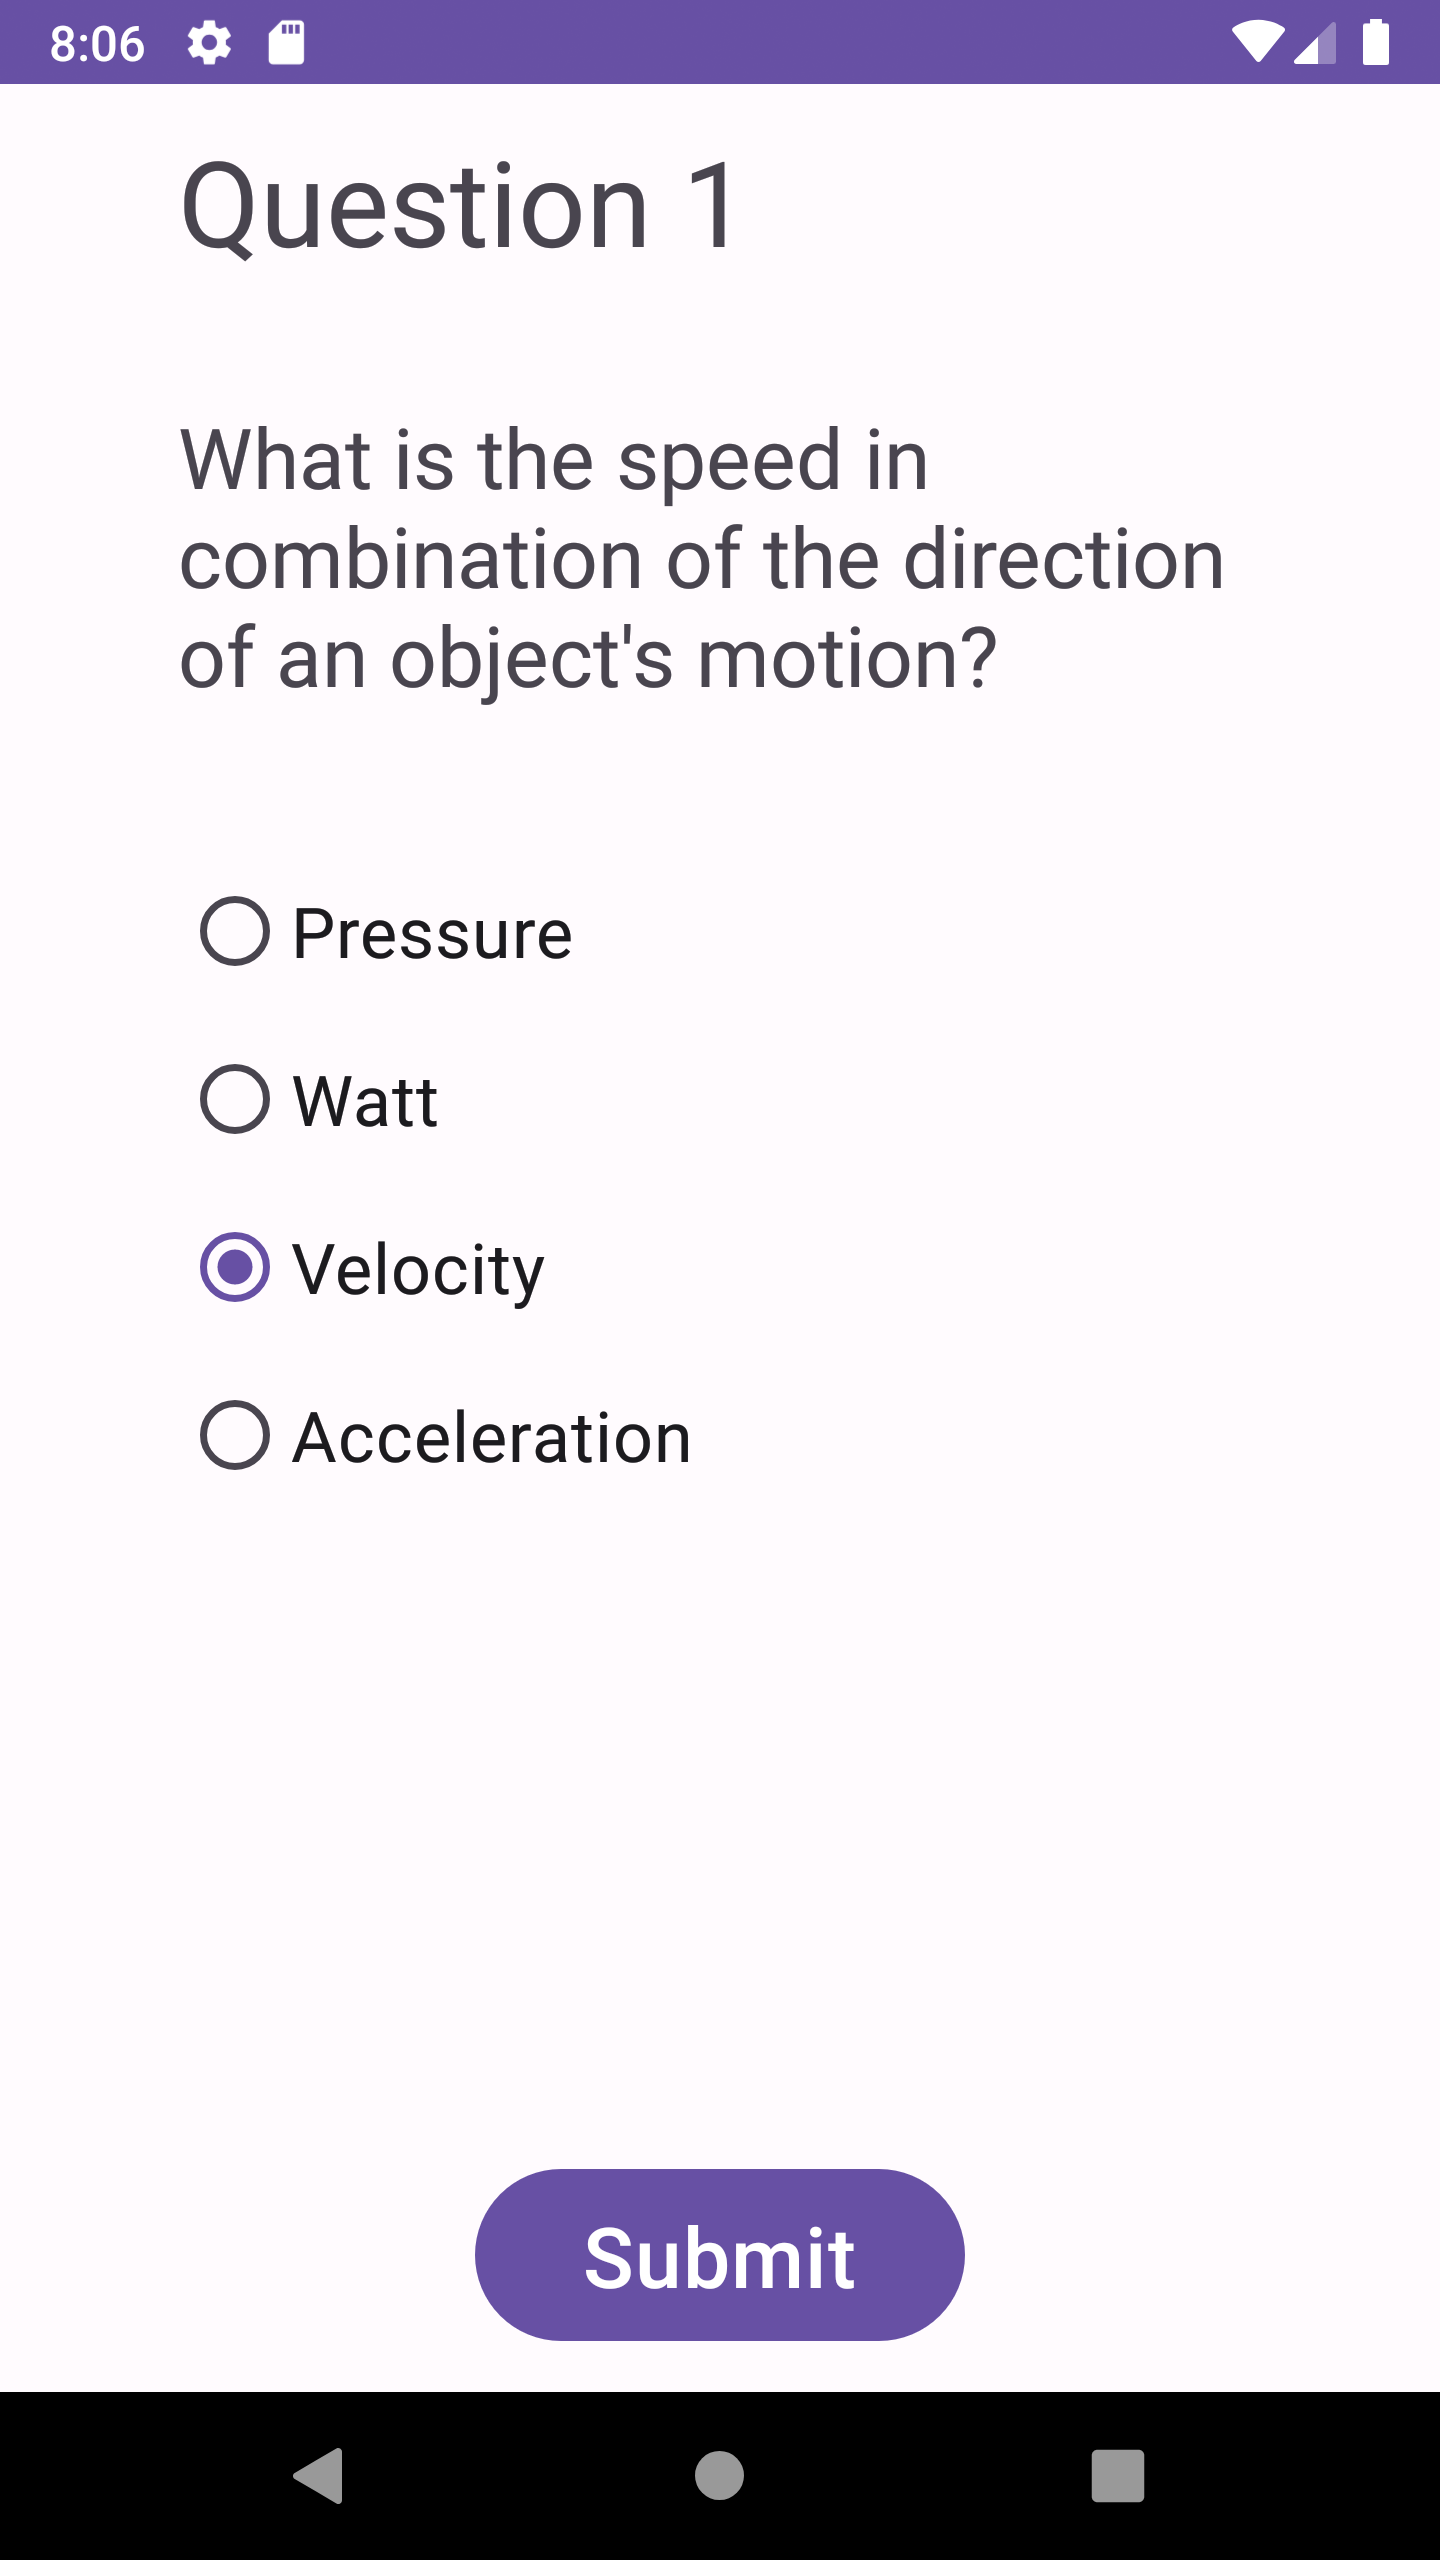 8:06
Question 1
What is the speed in
combination of the direction
of an object's motion?
Pressure
Watt
Velocity
Acceleration
Submit